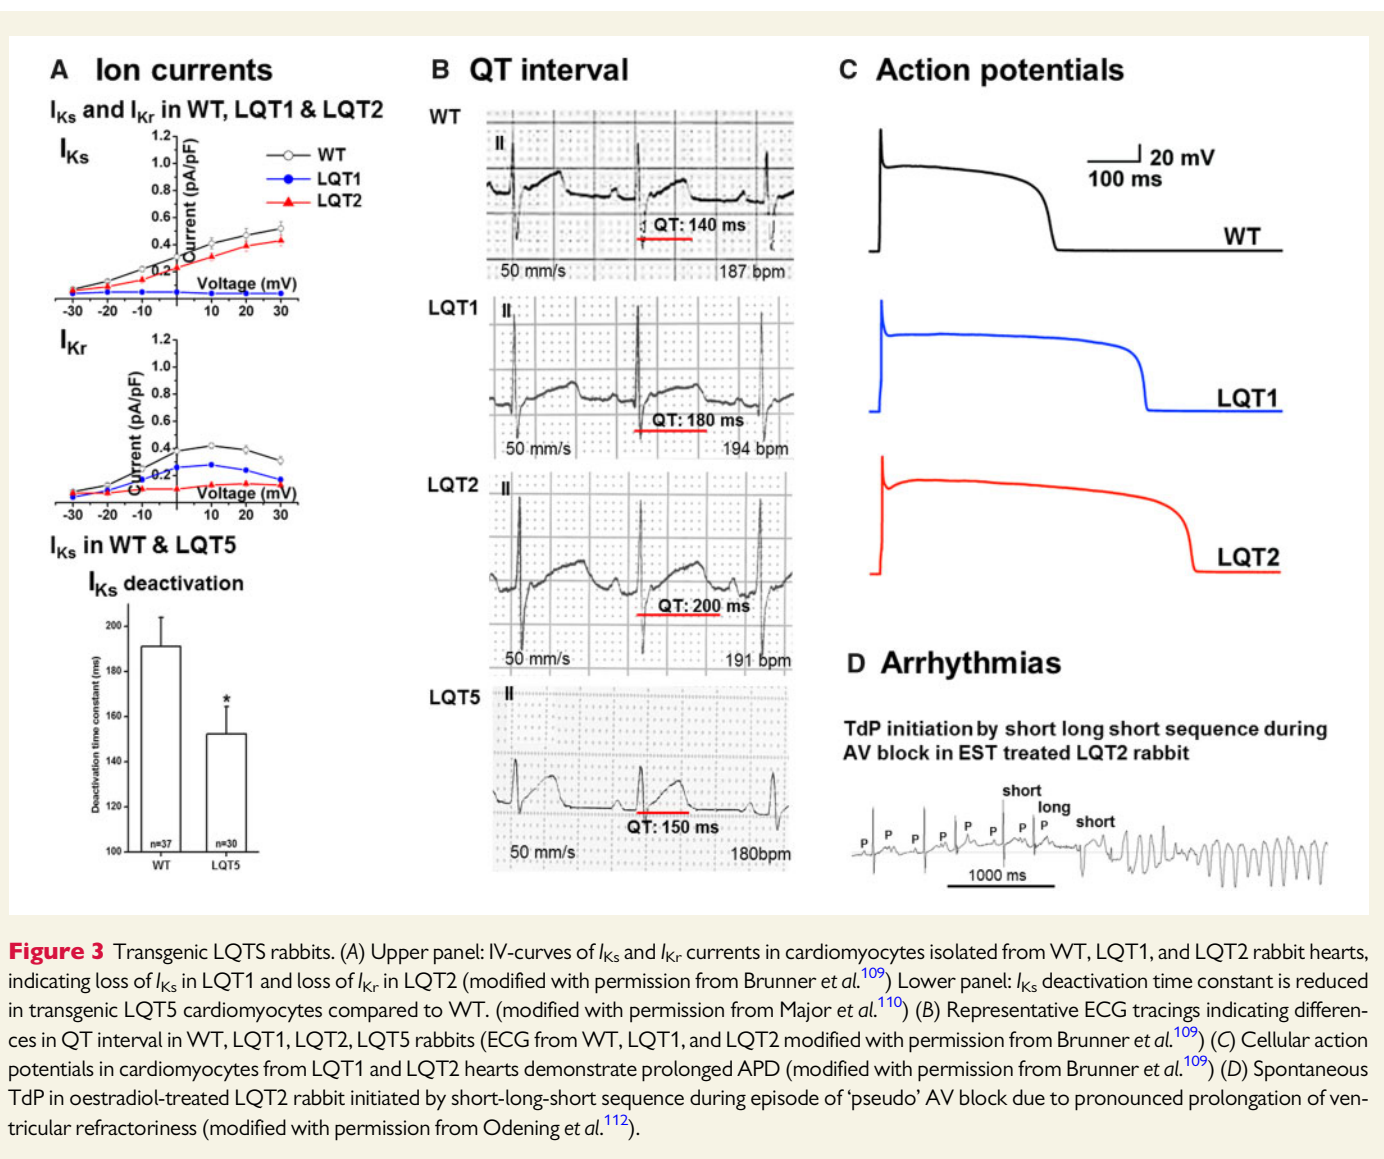 A Ion currents
I_Ks and I_Kr in WT, LQT1 & LQT2
I_Ks
1.2
1.0
0.8
0.6
0.4
0.2
Current (pA/pF)
WT
LQT1
LQT2
Voltage (mV)
-30 -20 -10 10 20 30
I_Kr
1.2
1.0
0.8
0.6
0.4
0.2
Current (pA/pF)
Voltage (mV)
-30 -20 -10 10 20 30
I_Ks in WT & LQT5
I_Ks deactivation
Deactivation time constant (ms)
200
180
160
140
120
100
*
n=37 n=30
WT LQT5
B QT interval
WT
II
QT: 140 ms
50 mm/s 187 bpm
LQT1
II
QT: 180 ms
50 mm/s 194 bpm
LQT2
II
QT: 200 ms
50 mm/s 191 bpm
LQT5
II
QT: 150 ms
50 mm/s 180bpm
C Action potentials
20 mV
100 ms
WT
LQT1
LQT2
D Arrhythmias
TdP initiation by short long short sequence during
AV block in EST treated LQT2 rabbit
short
long
short
P P P P P P P P
1000 ms
Figure 3 Transgenic LQTS rabbits. (A) Upper panel: IV-curves of I_Ks and I_Kr currents in cardiomyocytes isolated from WT, LQT1, and LQT2 rabbit hearts,
indicating loss of I_Ks in LQT1 and loss of I_Kr in LQT2 (modified with permission from Brunner et al.109) Lower panel: I_Ks deactivation time constant is reduced
in transgenic LQT5 cardiomyocytes compared to WT. (modified with permission from Major et al.110) (B) Representative ECG tracings indicating differen-
ces in QT interval in WT, LQT1, LQT2, LQT5 rabbits (ECG from WT, LQT1, and LQT2 modified with permission from Brunner et al.109) (C) Cellular action
potentials in cardiomyocytes from LQT1 and LQT2 hearts demonstrate prolonged APD (modified with permission from Brunner et al.109) (D) Spontaneous
TdP in oestradiol-treated LQT2 rabbit initiated by short-long-short sequence during episode of ‘pseudo’ AV block due to pronounced prolongation of ven-
tricular refractoriness (modified with permission from Odening et al.112).